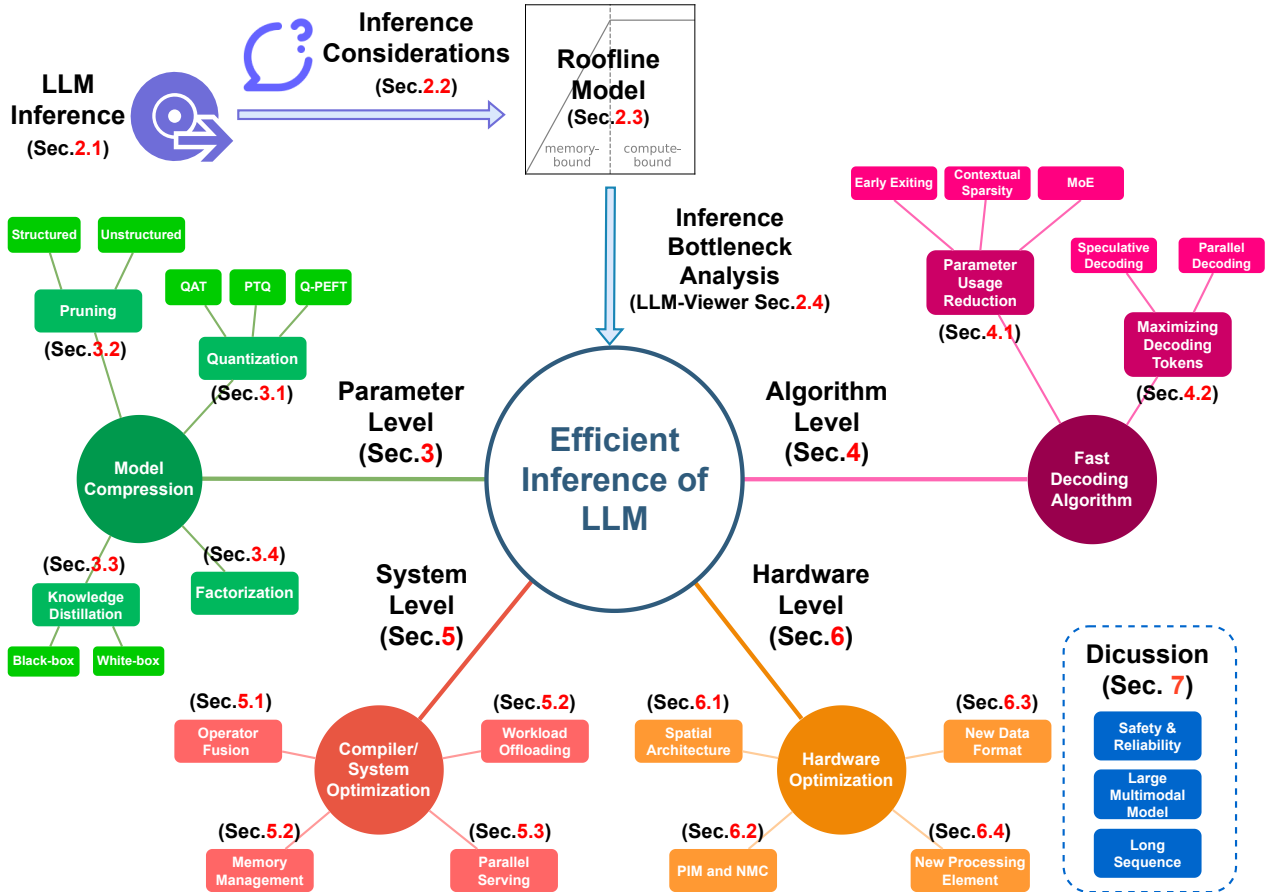 LLM
Inference
(Sec.2.1)
Inference
Considerations
(Sec.2.2)
Roofline
Model
(Sec.2.3)
memory-
bound
compute-
bound
Inference
Bottleneck
Analysis
(LLM-Viewer Sec.2.4)
Early Exiting
Contextual
Sparsity
MoE
Parameter
Usage
Reduction
(Sec.4.1)
Speculative
Decoding
Parallel
Decoding
Maximizing
Decoding
Tokens
(Sec.4.2)
Structured
Unstructured
Pruning
(Sec.3.2)
QAT
PTQ
Q-PEFT
Quantization
(Sec.3.1)
Parameter
Level
(Sec.3)
Algorithm
Level
(Sec.4)
Efficient
Inference of
LLM
Model
Compression
Fast
Decoding
Algorithm
(Sec.3.3)
Knowledge
Distillation
Black-box
White-box
(Sec.3.4)
Factorization
System
Level
(Sec.5)
Hardware
Level
(Sec.6)
(Sec.5.1)
Operator
Fusion
(Sec.5.2)
Workload
Offloading
Compiler/
System
Optimization
(Sec.5.2)
Memory
Management
(Sec.5.3)
Parallel
Serving
(Sec.6.1)
Spatial
Architecture
(Sec.6.3)
New Data
Format
Hardware
Optimization
(Sec.6.2)
PIM and NMC
(Sec.6.4)
New Processing
Element
Dicussion
(Sec. 7)
Safety &
Reliability
Large
Multimodal
Model
Long
Sequence